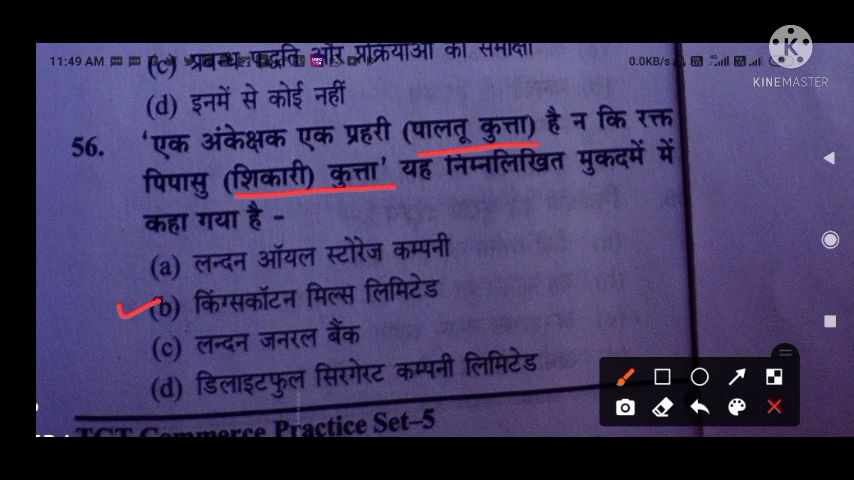 11:49 AM
0.0KB/s
KINEMASTER
(c) प्रबन्ध पद्धति और प्रक्रियाओं की समीक्षा
(d) इनमें से कोई नहीं
56. 'एक अंकेक्षक एक प्रहरी (पालतू कुत्ता) है न कि रक्त
पिपासु (शिकारी) कुत्ता' यह निम्नलिखित मुकदमें में
कहा गया है -
(a) लन्दन ऑयल स्टोरेज कम्पनी
(b) किंग्सकॉटन मिल्स लिमिटेड
(c) लन्दन जनरल बैंक
(d) डिलाइटफुल सिरगेरट कम्पनी लिमिटेड
TGT Commerce Practice Set-5